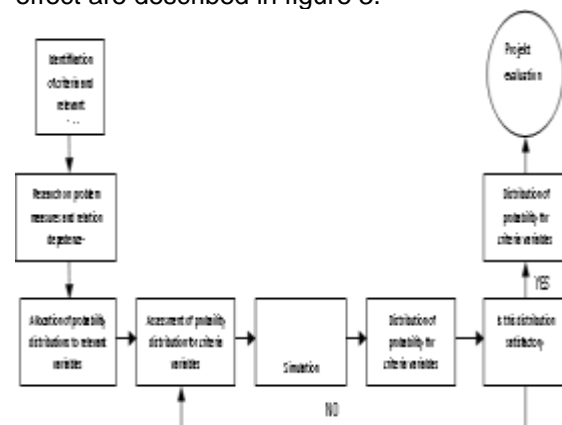 effect are described in figure 3.
Identification
of criteria and
relevant
Research on problem
measures and relation
depetence-
Allocation of probability
distributions to relevant
variables
Assessment of probability
distribution for criteria
variables
Simulation
Distribution of
probability for
criteria variables
Is this distribution
satisfactory
YES
NO
Distribution of
probability for
criteria variables
Projekt
evaluation